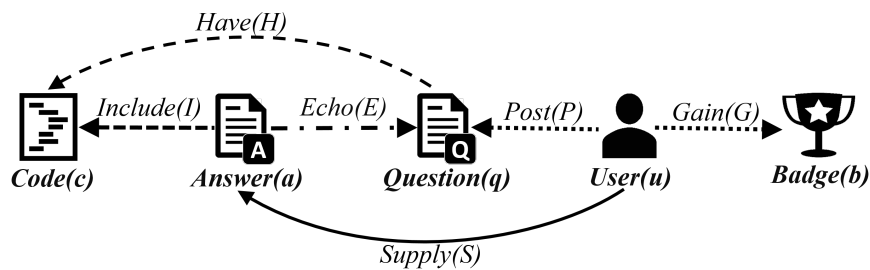 Have(H)
Include(I)
Echo(E)
Post(P)
Gain(G)
A
Q
Code(c)
Answer(a)
Question(q)
User(u)
Badge(b)
Supply(S)